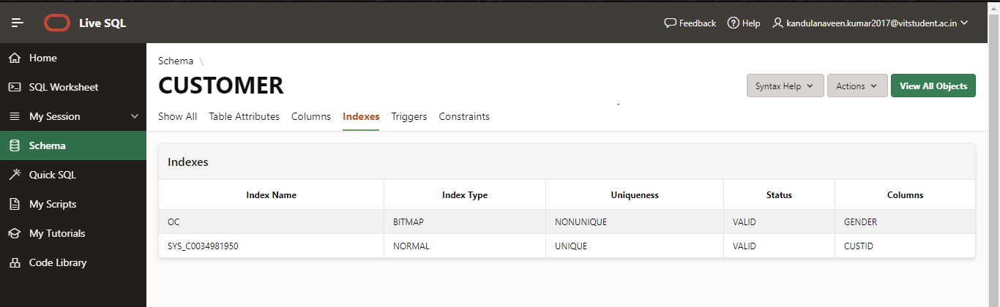 Live SQL
Feedback
Help
kandulanaveen.kumar2017@vitstudent.ac.in
Home
SQL Worksheet
My Session
Schema
Quick SQL
My Scripts
My Tutorials
Code Library
Schema \
CUSTOMER
Syntax Help
Actions
View All Objects
Show All Table Attributes Columns Indexes Triggers Constraints
Indexes
Index Name Index Type Uniqueness Status Columns
OC BITMAP NONUNIQUE VALID GENDER
SYS_C0034981950 NORMAL UNIQUE VALID CUSTID